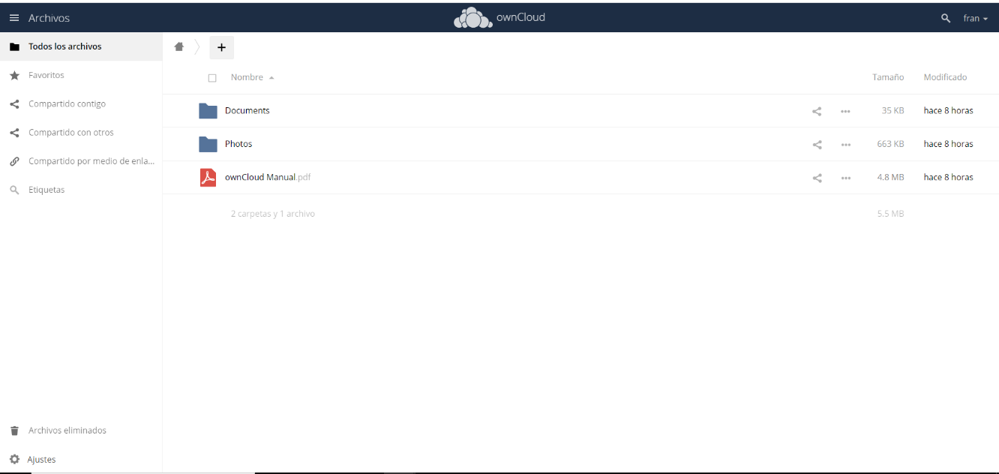 Archivos
ownCloud
fran
Todos los archivos
Favoritos
Compartido contigo
Compartido con otros
Compartido por medio de enla...
Etiquetas
Archivos eliminados
Ajustes
+
Nombre Tamaño Modificado
Documents 35 KB hace 8 horas
Photos 663 KB hace 8 horas
ownCloud Manual.pdf 4.8 MB hace 8 horas
2 carpetas y 1 archivo 5.5 MB